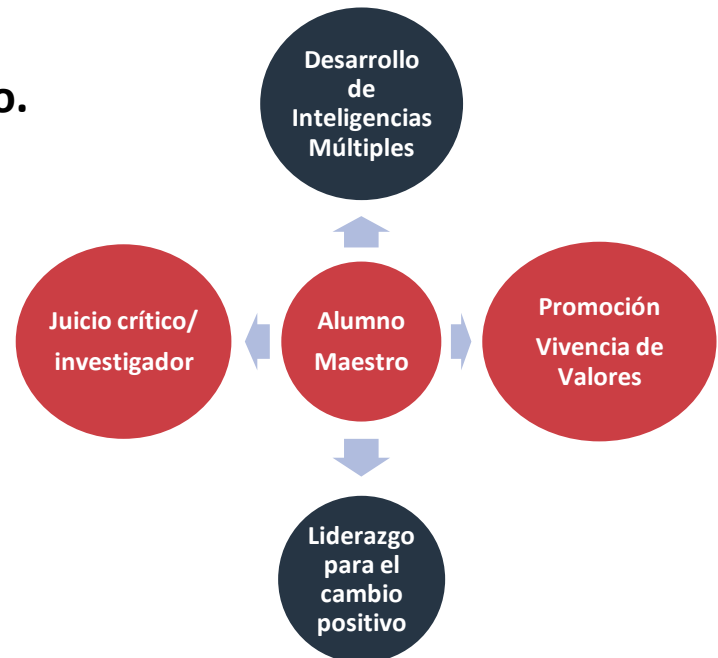 o.
Desarrollo
de
Inteligencias
Múltiples
Juicio crítico/
investigador
Alumno
Maestro
Promoción
Vivencia de
Valores
Liderazgo
para el
cambio
positivo